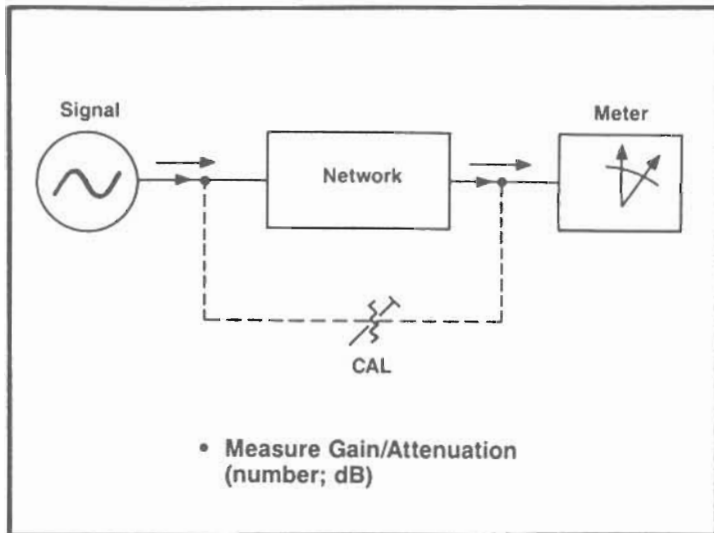 Signal
Network
Meter
CAL
• Measure Gain/Attenuation
(number; dB)